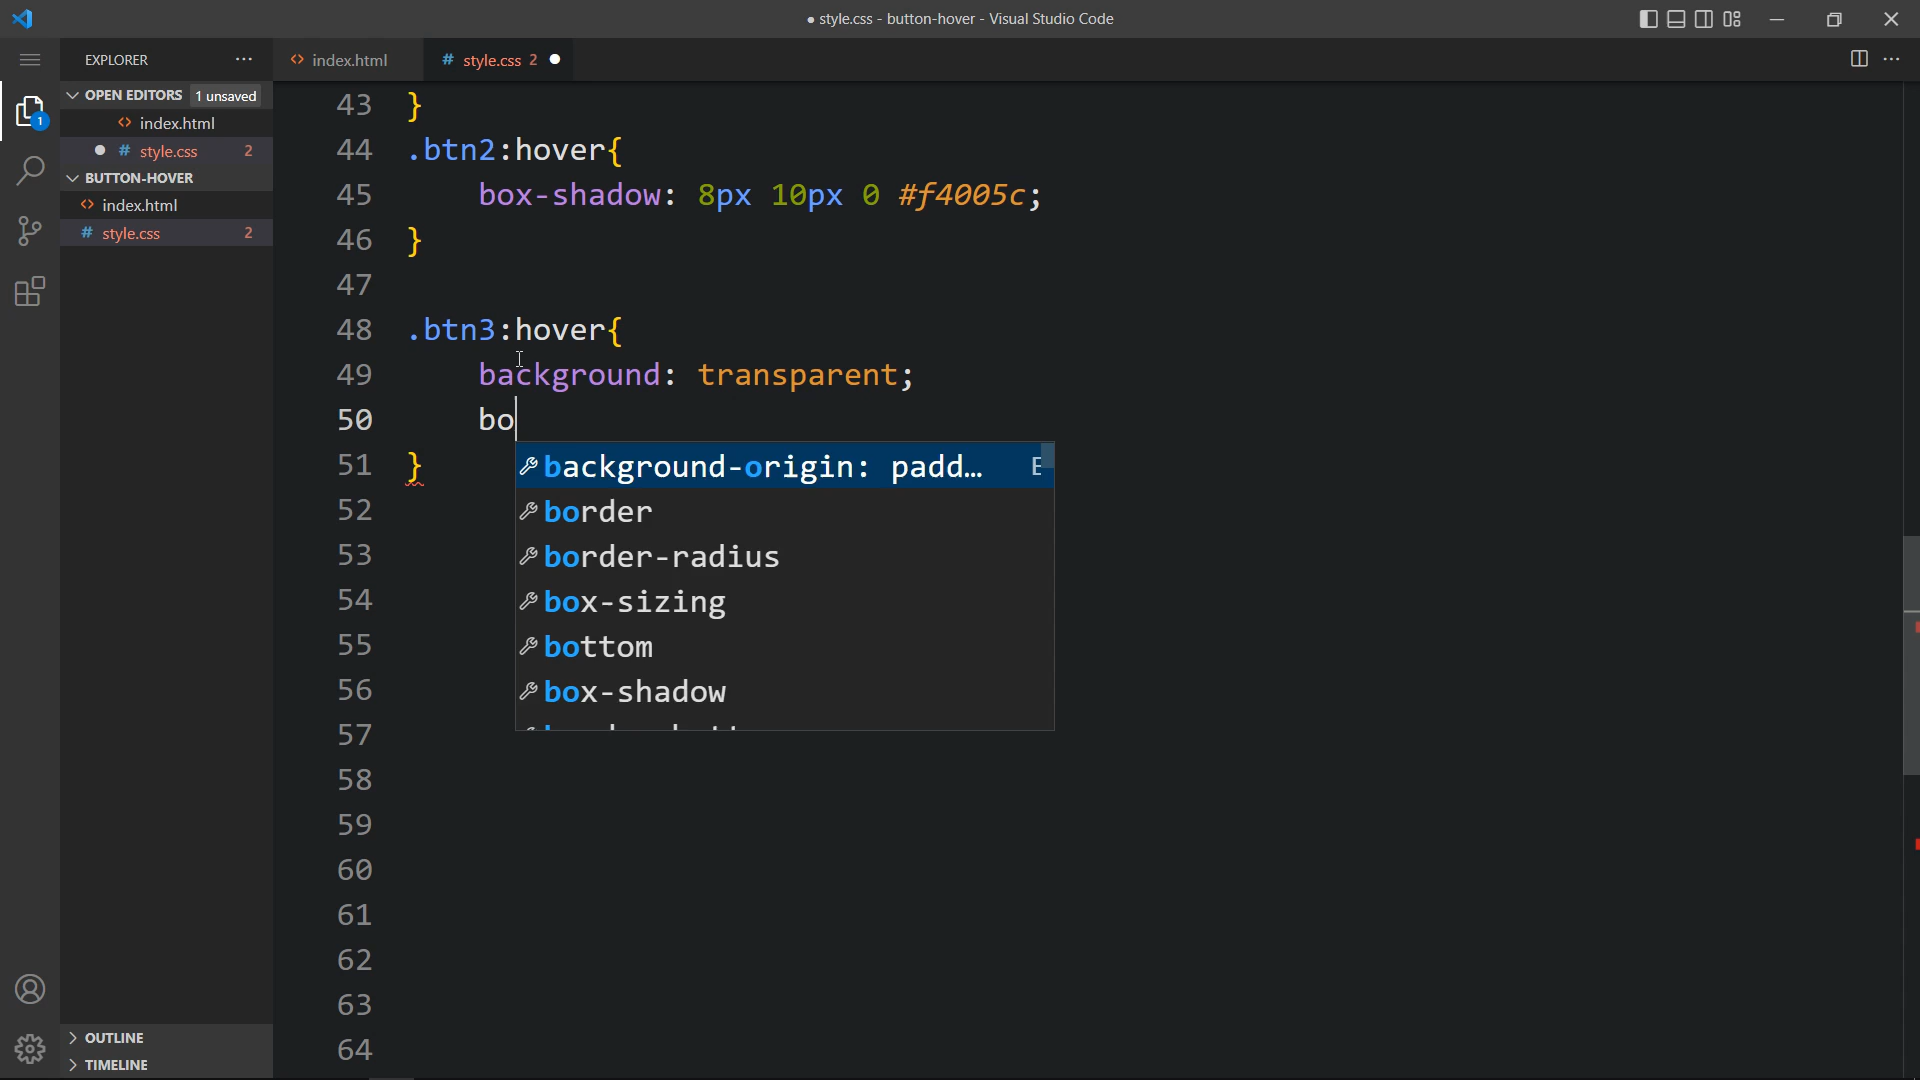 ● style.css - button-hover - Visual Studio Code
EXPLORER
OPEN EDITORS 1 unsaved
<> index.html
● # style.css 2
BUTTON-HOVER
<> index.html
# style.css 2
OUTLINE
TIMELINE
1
<> index.html # style.css 2 ●
43 }
44 .btn2:hover{
45 box-shadow: 8px 10px 0 #f4005c;
46 }
47
48 .btn3:hover{
49 background: transparent;
50 bo
51 }
52
53
54
55
56
57
58
59
60
61
62
63
64
background-origin: padd…
border
border-radius
box-sizing
bottom
box-shadow